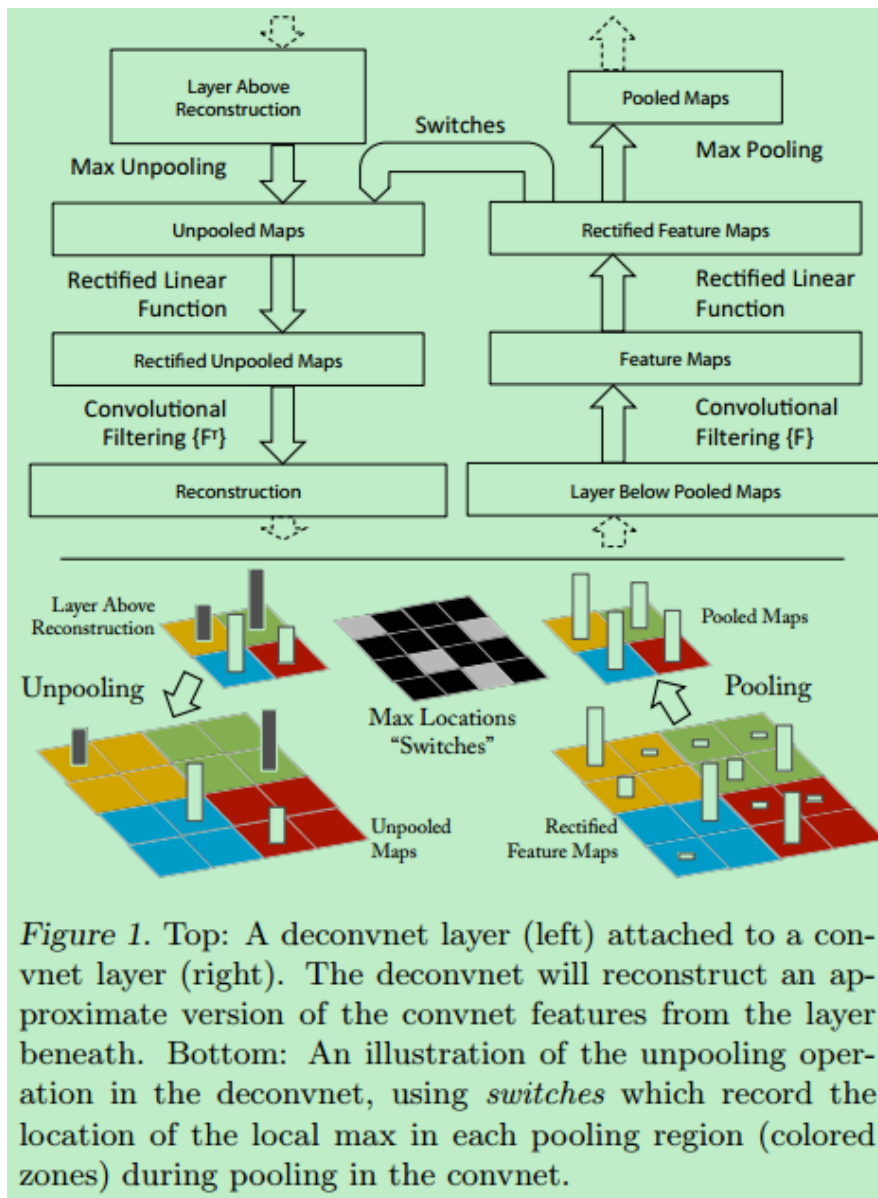 Layer Above
Reconstruction
Max Unpooling
Unpooled Maps
Rectified Linear
Function
Rectified Unpooled Maps
Convolutional
Filtering {Fᵀ}
Reconstruction
Switches
Pooled Maps
Max Pooling
Rectified Feature Maps
Rectified Linear
Function
Feature Maps
Convolutional
Filtering {F}
Layer Below Pooled Maps
Layer Above
Reconstruction
Unpooling
Unpooled
Maps
Max Locations
“Switches”
Pooled Maps
Pooling
Rectified
Feature Maps
Figure 1. Top: A deconvnet layer (left) attached to a con-
vnet layer (right). The deconvnet will reconstruct an ap-
proximate version of the convnet features from the layer
beneath. Bottom: An illustration of the unpooling oper-
ation in the deconvnet, using switches which record the
location of the local max in each pooling region (colored
zones) during pooling in the convnet.